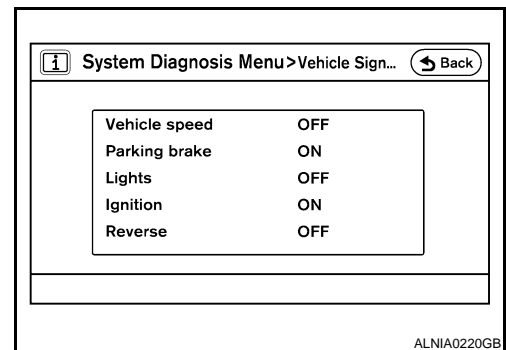 i System Diagnosis Menu>Vehicle Sign... Back
Vehicle speed OFF
Parking brake ON
Lights OFF
Ignition ON
Reverse OFF
ALNIA0220GB